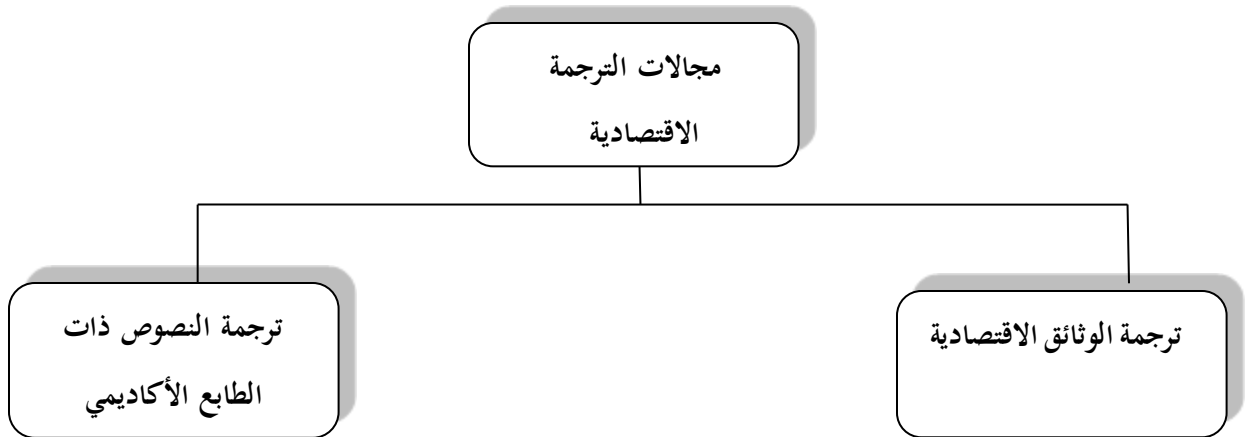 مجالات الترجمة
الاقتصادية
ترجمة الوثائق الاقتصادية
ترجمة النصوص ذات
الطابع الأكاديمي